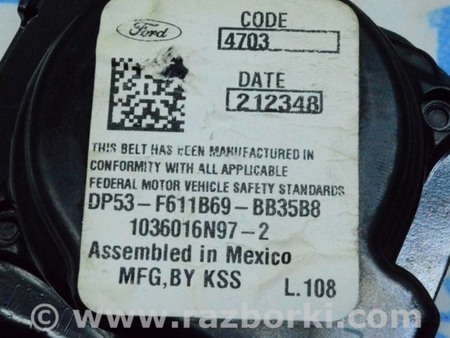 Ford
CODE
4703
DATE
212348
THIS BELT HAS BEEN MANUFACTURED IN
CONFORMITY WITH ALL APPLICABLE
FEDERAL MOTOR VEHICLE SAFETY STANDARDS
DP53-F611B69-BB35B8
1036016N97-2
Assembled in Mexico
MFG,BY KSS
L.108
© www.razborki.com